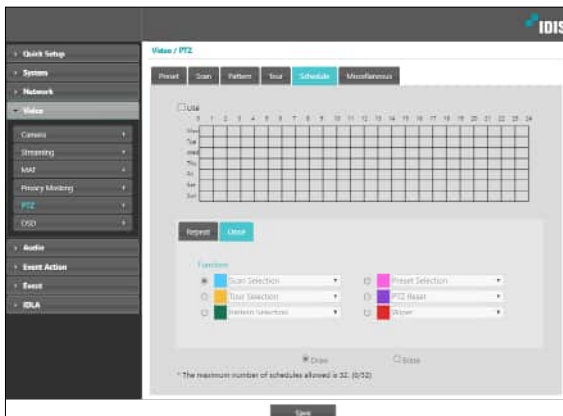 IDIS
Quick Setup
System
Network
Video
Camera
Streaming
MAT
Privacy Masking
PTZ
OSD
Audio
Event Action
Event
IDLA
Video / PTZ
Preset Scan Pattern Tour Schedule Miscellaneous
Use
0 1 2 3 4 5 6 7 8 9 10 11 12 13 14 15 16 17 18 19 20 21 22 23 24
Mon
Tue
Wed
Thu
Fri
Sat
Sun
Repeat Once
Function
Scan Selection Preset Selection
Tour Selection PTZ Reset
Pattern Selection Wiper
Draw Erase
* The maximum number of schedules allowed is 32. (0/32)
Save